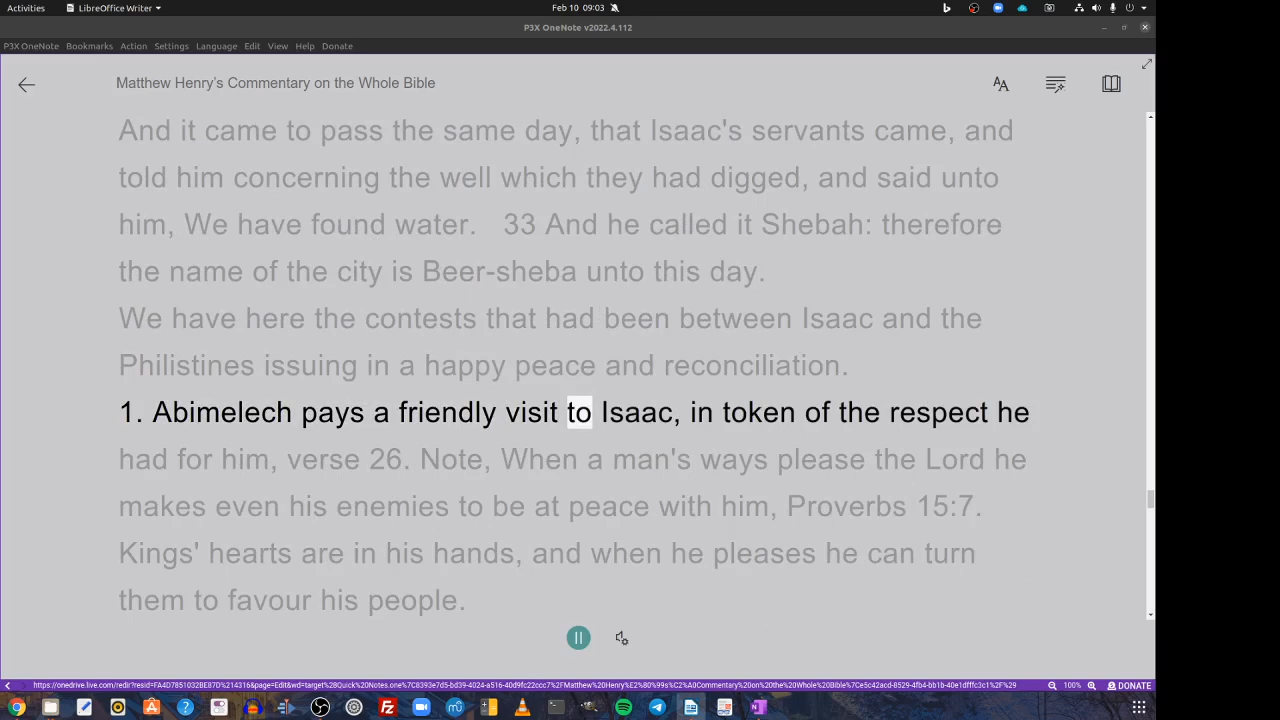 Activities LibreOffice Writer Feb 10 09:03
P3X OneNote v2022.4.112
P3X OneNote Bookmarks Action Settings Language Edit View Help Donate
Matthew Henry's Commentary on the Whole Bible
And it came to pass the same day, that Isaac's servants came, and
told him concerning the well which they had digged, and said unto
him, We have found water. 33 And he called it Shebah: therefore
the name of the city is Beer-sheba unto this day.
We have here the contests that had been between Isaac and the
Philistines issuing in a happy peace and reconciliation.
1. Abimelech pays a friendly visit to Isaac, in token of the respect he
had for him, verse 26. Note, When a man's ways please the Lord he
makes even his enemies to be at peace with him, Proverbs 15:7.
Kings' hearts are in his hands, and when he pleases he can turn
them to favour his people.
100% DONATE